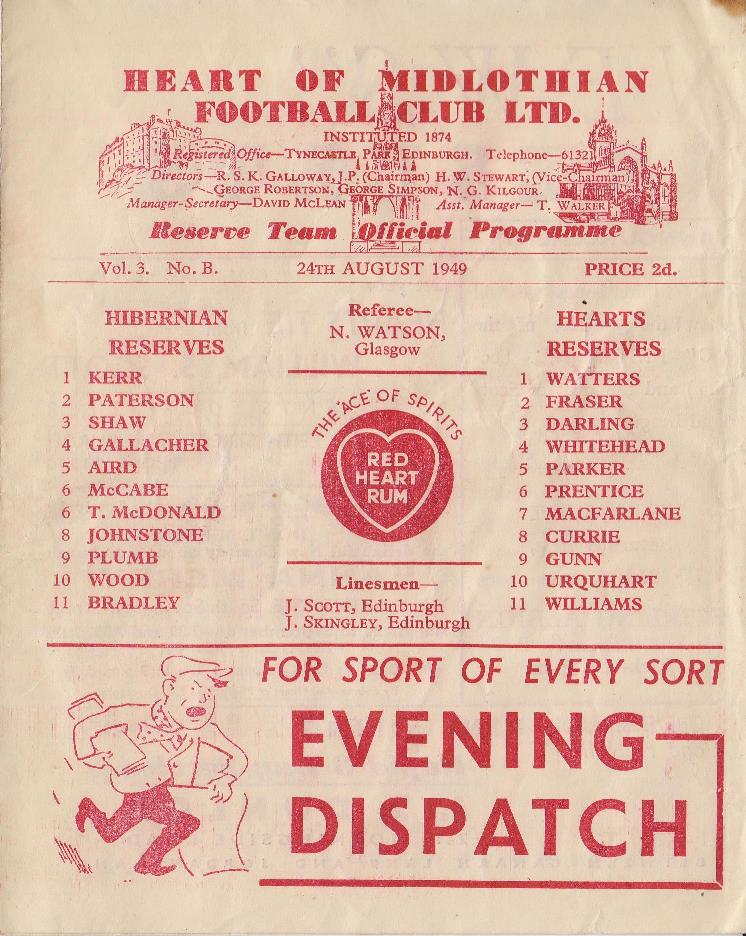 HEART OF MIDLOTHIAN
FOOTBALL CLUB LTD.
INSTITUTED 1874
Registered Office—TYNECASTLE PARK, EDINBURGH. Telephone—61321
Directors—R. S. K. GALLOWAY, J.P. (Chairman) H. W. STEWART, (Vice-Chairman)
GEORGE ROBERTSON, GEORGE SIMPSON, N. G. KILGOUR
Manager-Secretary—DAVID McLEAN Asst. Manager—T. WALKER
Reserve Team Official Programme
Vol. 3. No. B. 24TH AUGUST 1949 PRICE 2d.
HIBERNIAN
RESERVES
1 KERR
2 PATERSON
3 SHAW
4 GALLACHER
5 AIRD
6 McCABE
6 T. McDONALD
8 JOHNSTONE
9 PLUMB
10 WOOD
11 BRADLEY
Referee—
N. WATSON,
Glasgow
THE "ACE" OF SPIRITS
RED
HEART
RUM
Linesmen—
J. SCOTT, Edinburgh
J. SKINGLEY, Edinburgh
HEARTS
RESERVES
1 WATTERS
2 FRASER
3 DARLING
4 WHITEHEAD
5 PARKER
6 PRENTICE
7 MACFARLANE
8 CURRIE
9 GUNN
10 URQUHART
11 WILLIAMS
FOR SPORT OF EVERY SORT
EVENING
DISPATCH